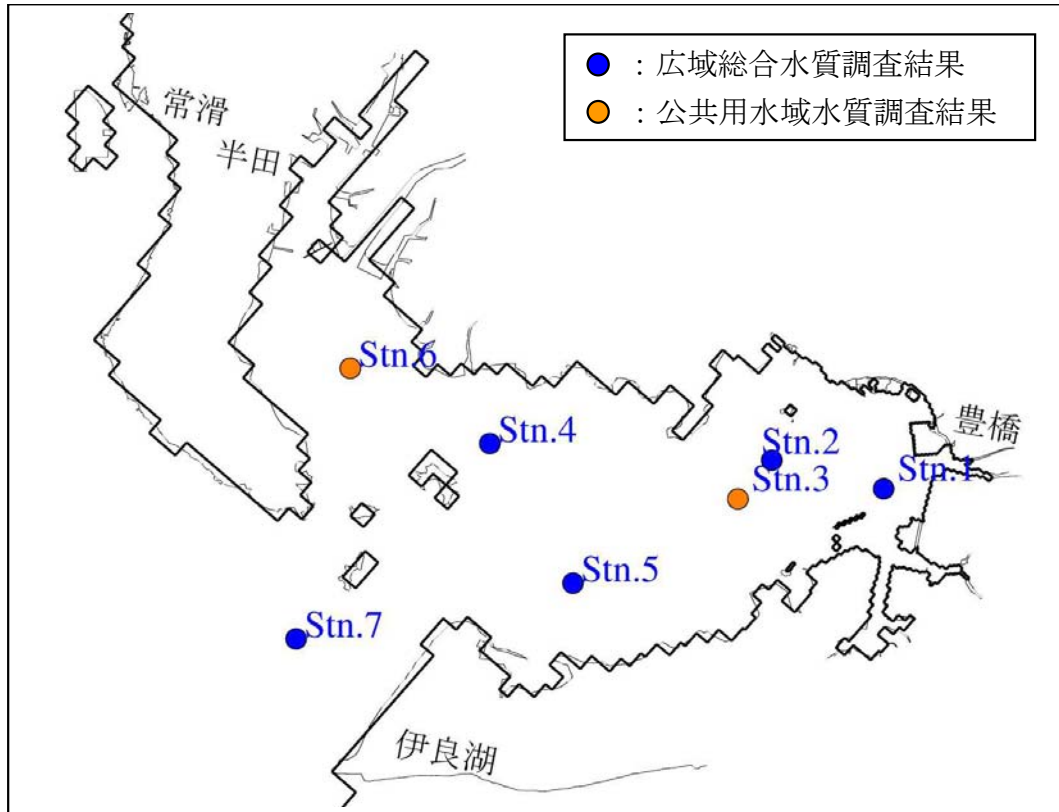 ：広域総合水質調査結果
：公共用水域水質調査結果
常滑
半田
Stn.6
Stn.4
Stn.2
豊橋
Stn.1
Stn.3
Stn.5
Stn.7
伊良湖